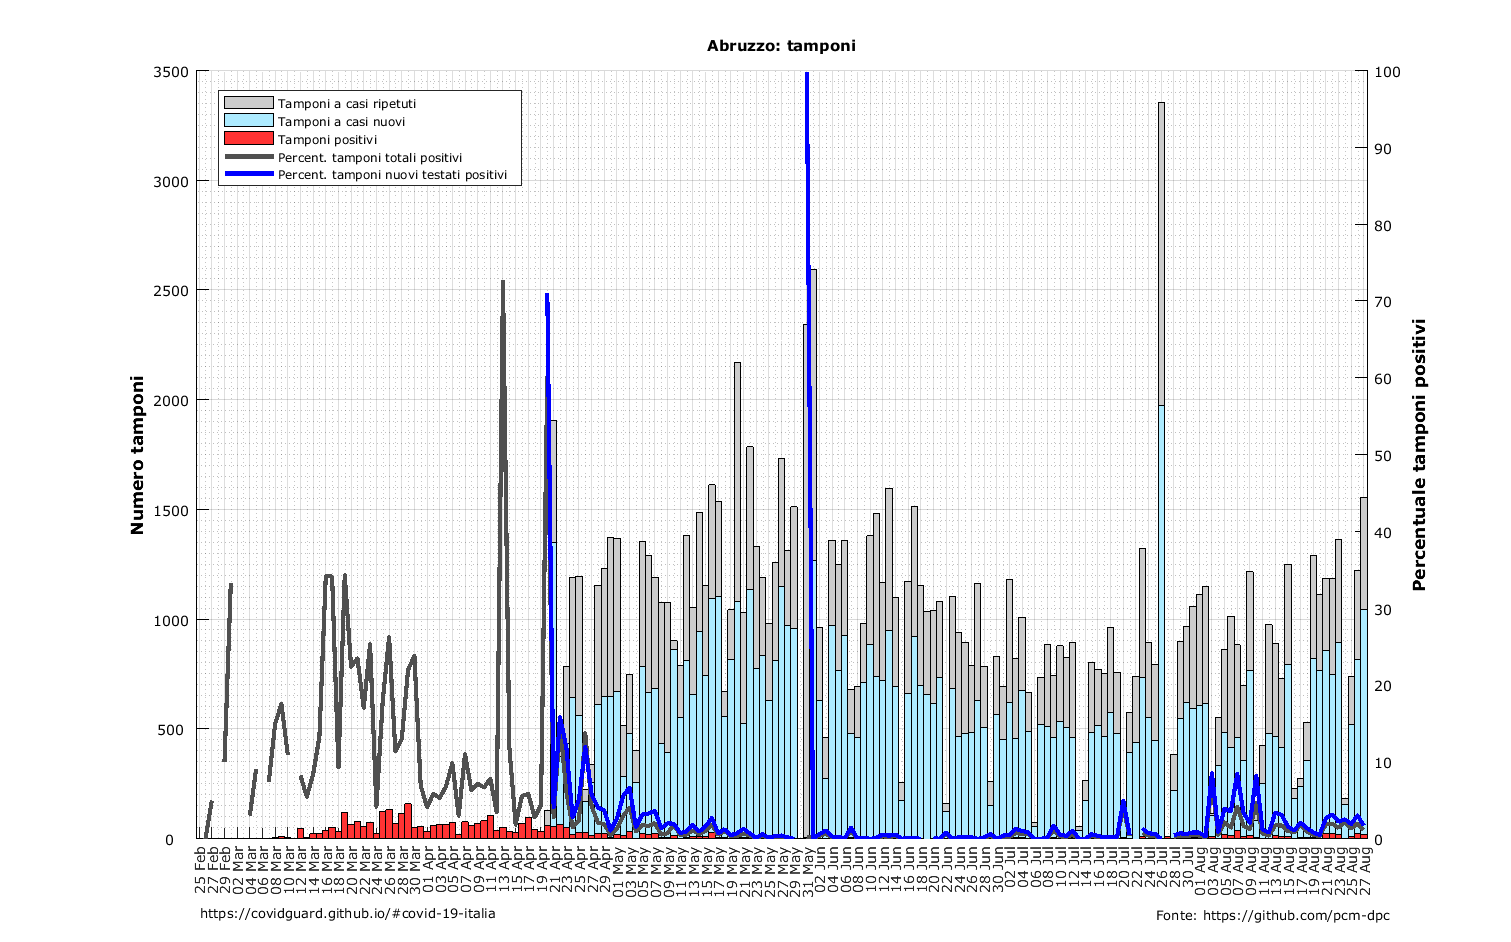 Abruzzo: tamponi
3500
3000
2500
2000
1500
1000
500
0
Numero tamponi
Tamponi a casi ripetuti
Tamponi a casi nuovi
Tamponi positivi
Percent. tamponi totali positivi
Percent. tamponi nuovi testati positivi
100
90
80
70
60
50
40
30
20
10
0
Percentuale tamponi positivi
25 Feb
27 Feb
29 Feb
02 Mar
04 Mar
06 Mar
08 Mar
10 Mar
12 Mar
14 Mar
16 Mar
18 Mar
20 Mar
22 Mar
24 Mar
26 Mar
28 Mar
30 Mar
01 Apr
03 Apr
05 Apr
07 Apr
09 Apr
11 Apr
13 Apr
15 Apr
17 Apr
19 Apr
21 Apr
23 Apr
25 Apr
27 Apr
29 Apr
01 May
03 May
05 May
07 May
09 May
11 May
13 May
15 May
17 May
19 May
21 May
23 May
25 May
27 May
29 May
31 May
02 Jun
04 Jun
06 Jun
08 Jun
10 Jun
12 Jun
14 Jun
16 Jun
18 Jun
20 Jun
22 Jun
24 Jun
26 Jun
28 Jun
30 Jun
02 Jul
04 Jul
06 Jul
08 Jul
10 Jul
12 Jul
14 Jul
16 Jul
18 Jul
20 Jul
22 Jul
24 Jul
26 Jul
28 Jul
30 Jul
01 Aug
03 Aug
05 Aug
07 Aug
09 Aug
11 Aug
13 Aug
15 Aug
17 Aug
19 Aug
21 Aug
23 Aug
25 Aug
27 Aug
https://covidguard.github.io/#covid-19-italia
Fonte: https://github.com/pcm-dpc